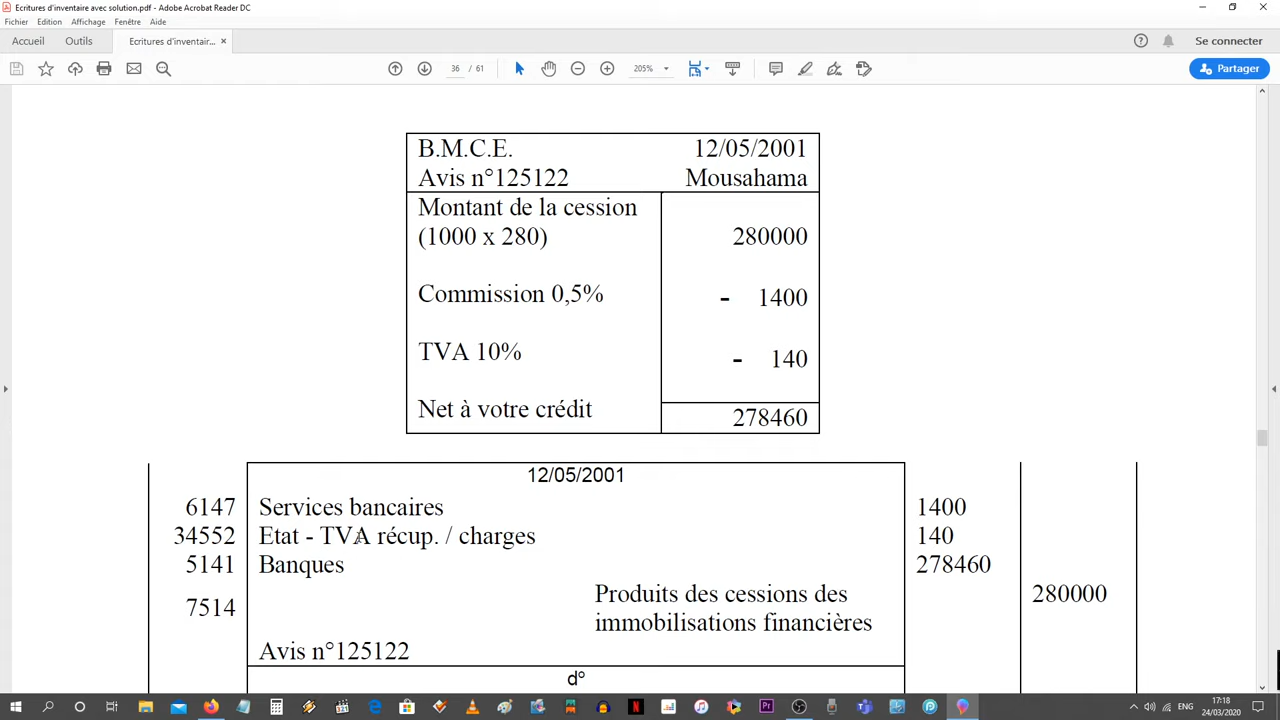 Ecritures d'inventaire avec solution.pdf - Adobe Acrobat Reader DC
Fichier Edition Affichage Fenêtre Aide
Accueil Outils Ecritures d'inventair... × Se connecter
36 / 61 205% Partager
B.M.C.E. 12/05/2001
Avis n°125122 Mousahama
Montant de la cession
(1000 x 280) 280000
Commission 0,5% - 1400
TVA 10% - 140
Net à votre crédit 278460
12/05/2001
6147 Services bancaires 1400
34552 Etat - TVA récup. / charges 140
5141 Banques 278460
Produits des cessions des 280000
7514 immobilisations financières
Avis n°125122
d°
17:18
24/03/2020